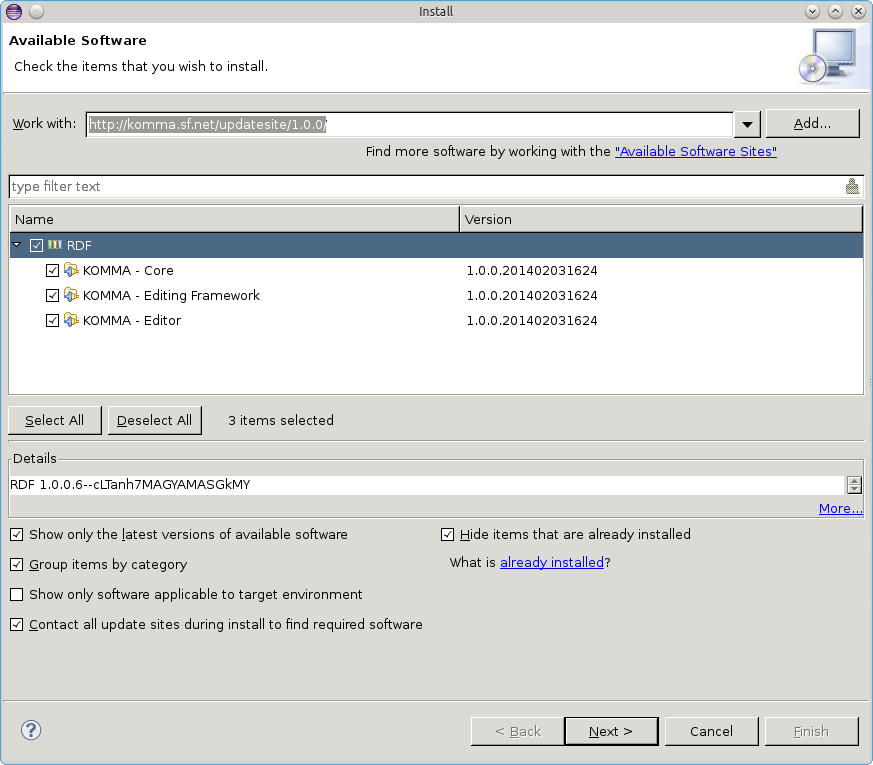 Install
Available Software
Check the items that you wish to install.
Work with: http://komma.sf.net/updatesite/1.0.0/ Add...
Find more software by working with the "Available Software Sites"
type filter text
Name Version
RDF
KOMMA - Core 1.0.0.201402031624
KOMMA - Editing Framework 1.0.0.201402031624
KOMMA - Editor 1.0.0.201402031624
Select All Deselect All 3 items selected
Details
RDF 1.0.0.6--cLTanh7MAGYAMASGkMY
More...
Show only the latest versions of available software Hide items that are already installed
Group items by category What is already installed?
Show only software applicable to target environment
Contact all update sites during install to find required software
? < Back Next > Cancel Finish